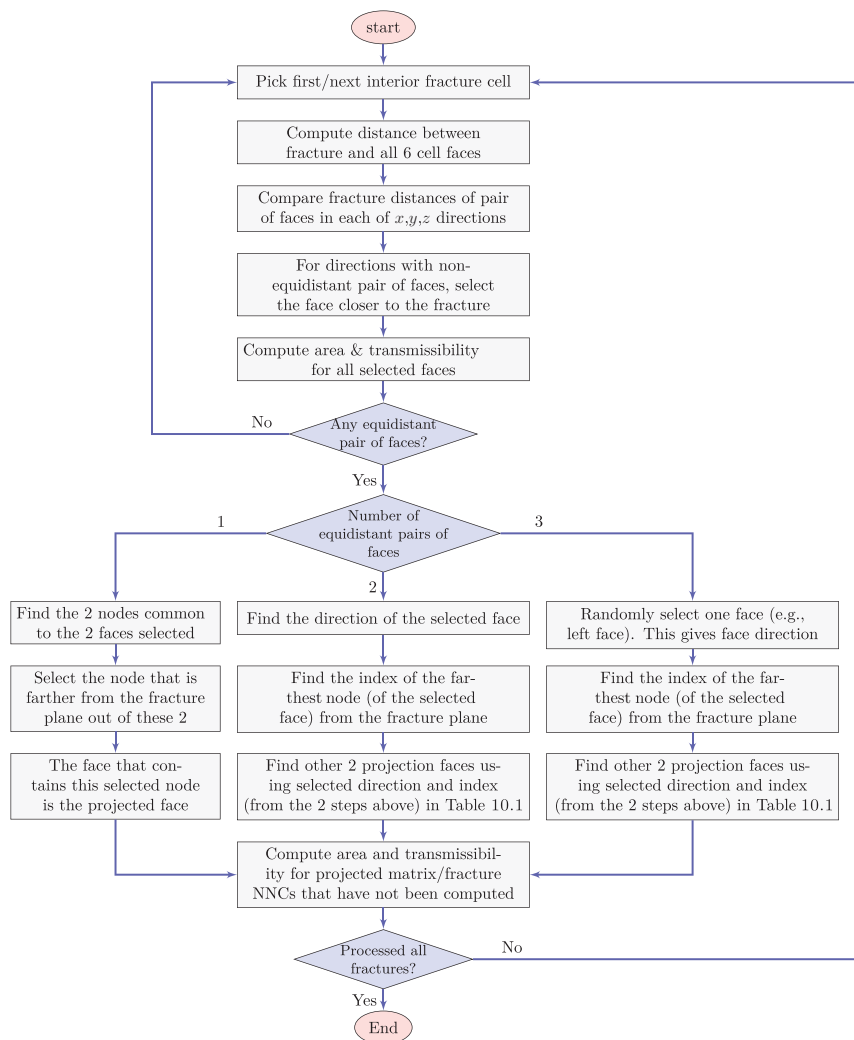 start
Pick first/next interior fracture cell
Compute distance between
fracture and all 6 cell faces
Compare fracture distances of pair
of faces in each of x,y,z directions
For directions with non-
equidistant pair of faces, select
the face closer to the fracture
Compute area & transmissibility
for all selected faces
Any equidistant
pair of faces?
No
Yes
Number of
equidistant pairs of
faces
1
2
3
Find the 2 nodes common
to the 2 faces selected
Select the node that is
farther from the fracture
plane out of these 2
The face that con-
tains this selected node
is the projected face
Find the direction of the selected face
Find the index of the far-
thest node (of the selected
face) from the fracture plane
Find other 2 projection faces us-
ing selected direction and index
(from the 2 steps above) in Table 10.1
Randomly select one face (e.g.,
left face). This gives face direction
Find the index of the far-
thest node (of the selected
face) from the fracture plane
Find other 2 projection faces us-
ing selected direction and index
(from the 2 steps above) in Table 10.1
Compute area and transmissibil-
ity for projected matrix/fracture
NNCs that have not been computed
Processed all
fractures?
No
Yes
End